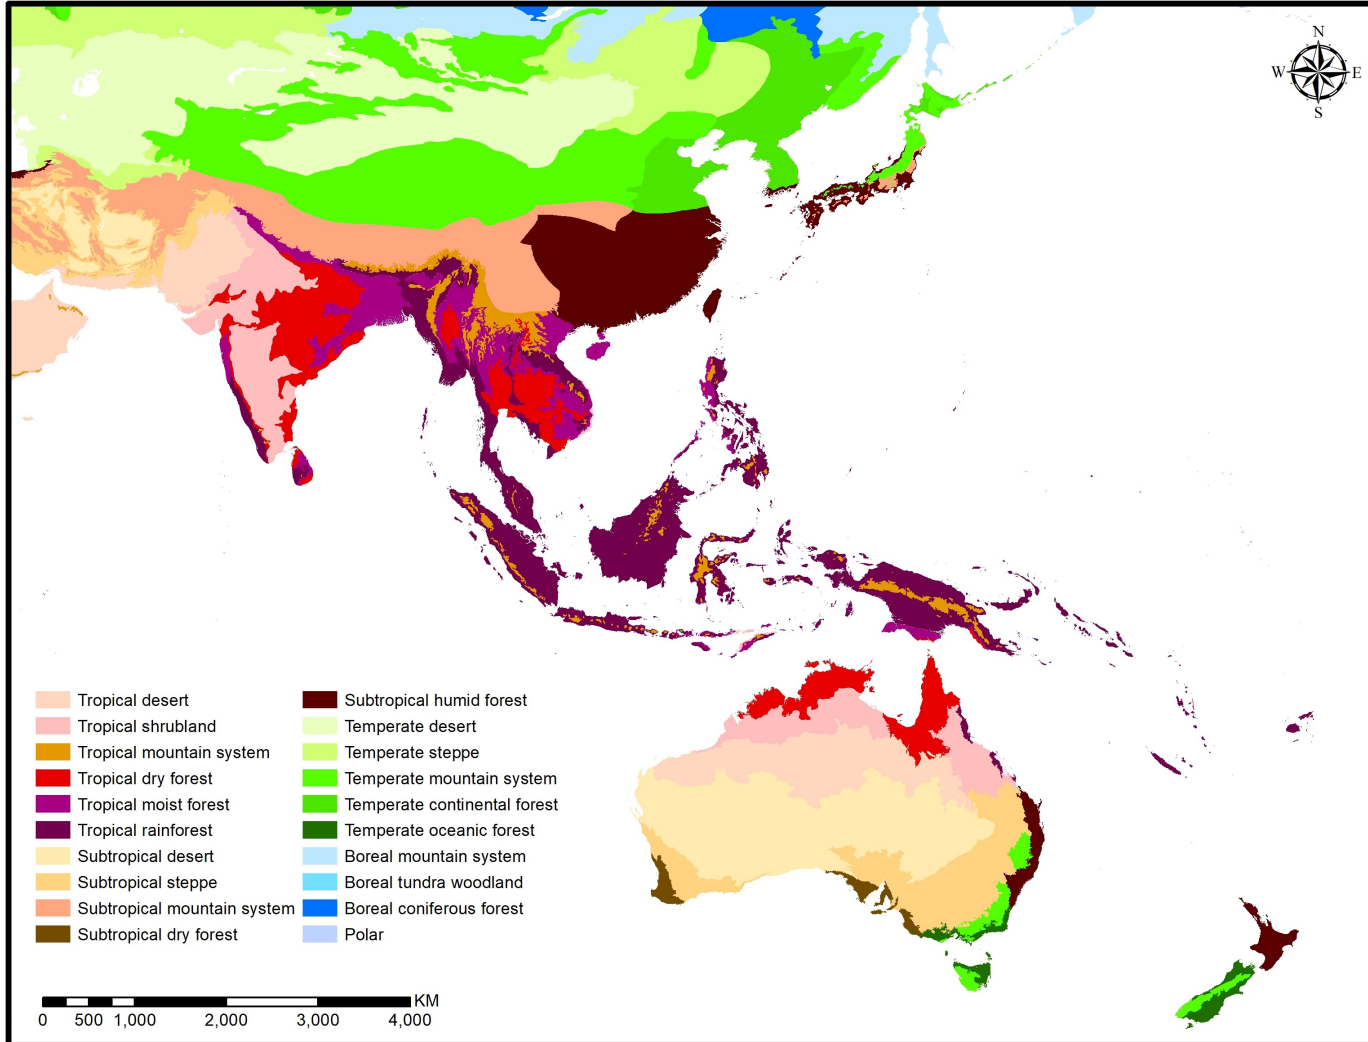 N
W E
S
Tropical desert
Tropical shrubland
Tropical mountain system
Tropical dry forest
Tropical moist forest
Tropical rainforest
Subtropical desert
Subtropical steppe
Subtropical mountain system
Subtropical dry forest
Subtropical humid forest
Temperate desert
Temperate steppe
Temperate mountain system
Temperate continental forest
Temperate oceanic forest
Boreal mountain system
Boreal tundra woodland
Boreal coniferous forest
Polar
KM
0 500 1,000 2,000 3,000 4,000